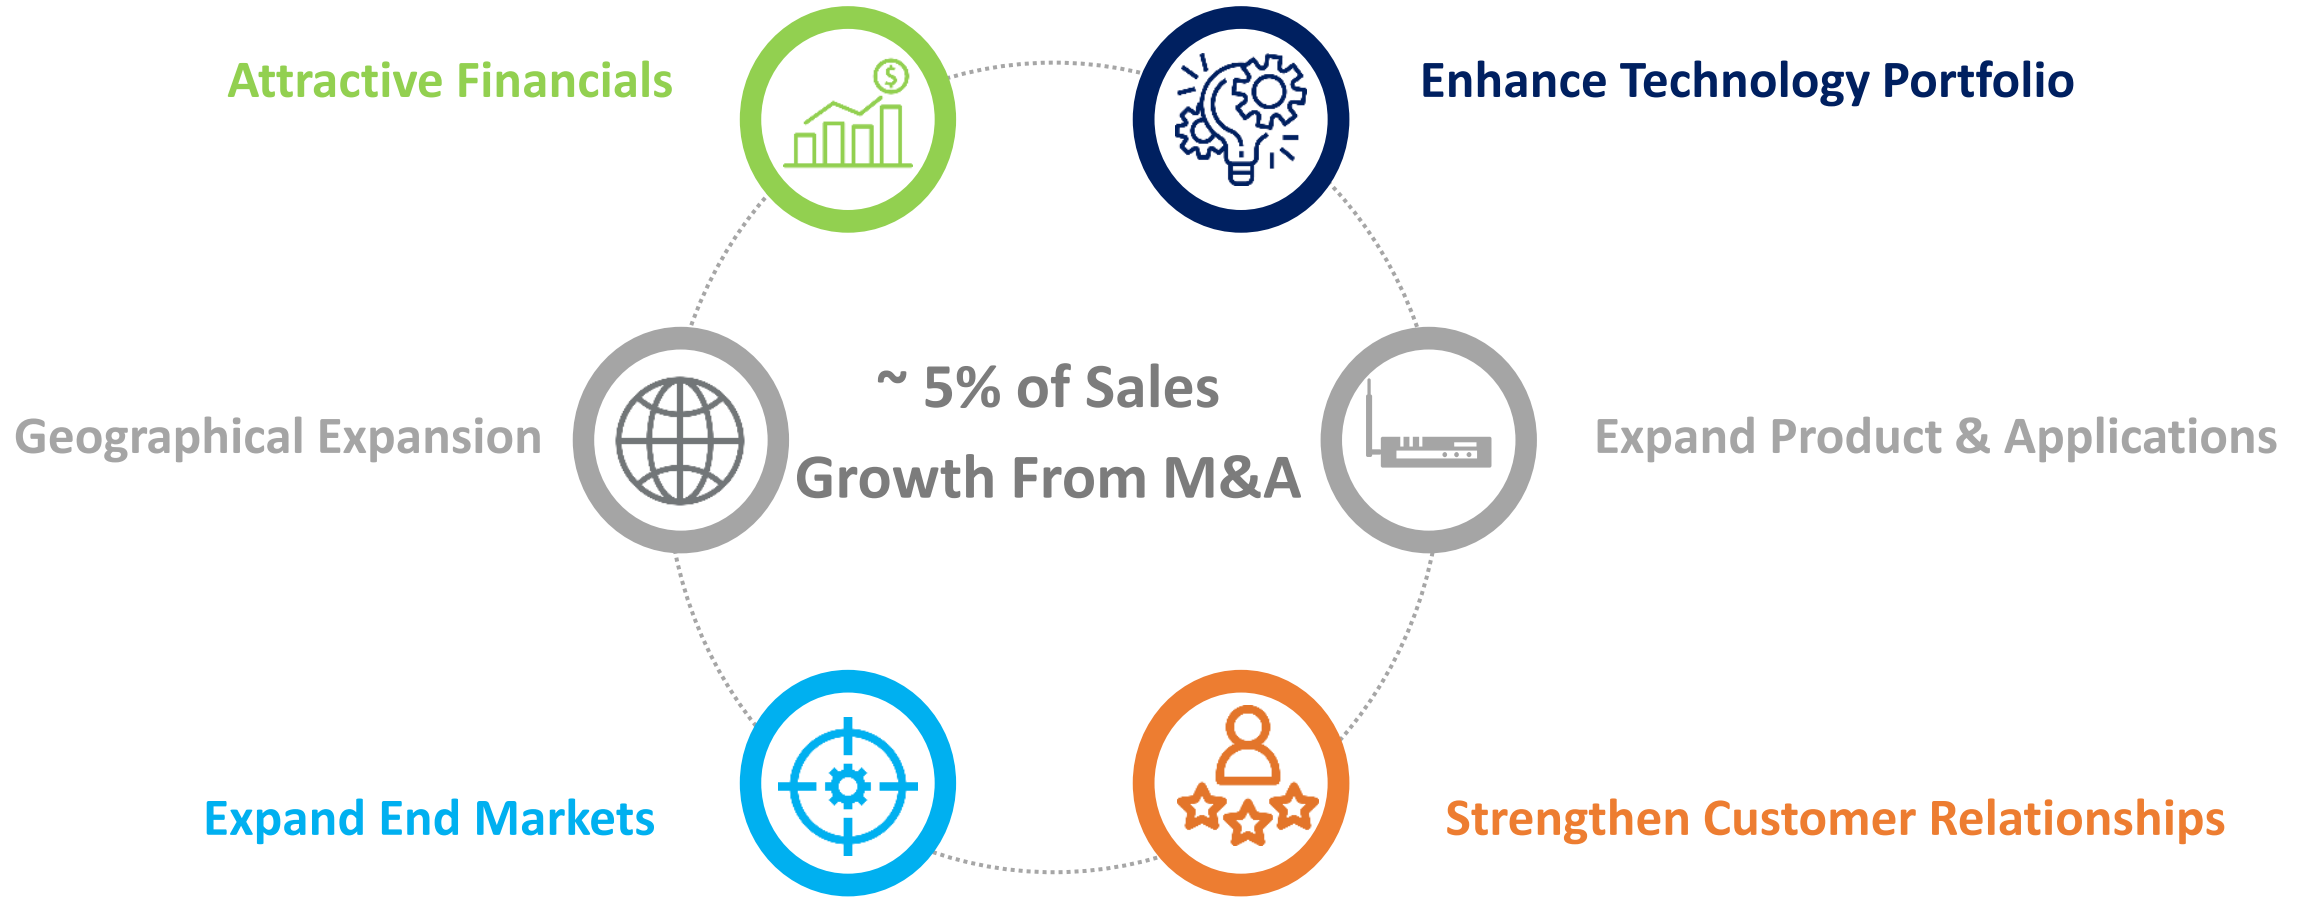 Attractive Financials
Enhance Technology Portfolio
Geographical Expansion
~ 5% of Sales
Growth From M&A
Expand Product & Applications
Expand End Markets
Strengthen Customer Relationships
$